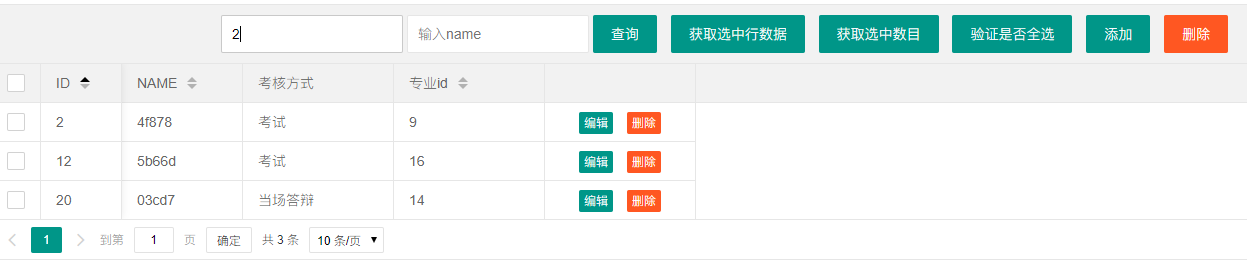 2 输入name 查询 获取选中行数据 获取选中数目 验证是否全选 添加 删除
ID NAME 考核方式 专业id
2 4f878 考试 9 编辑 删除
12 5b66d 考试 16 编辑 删除
20 03cd7 当场答辩 14 编辑 删除
1 到第 1 页 确定 共 3 条 10 条/页